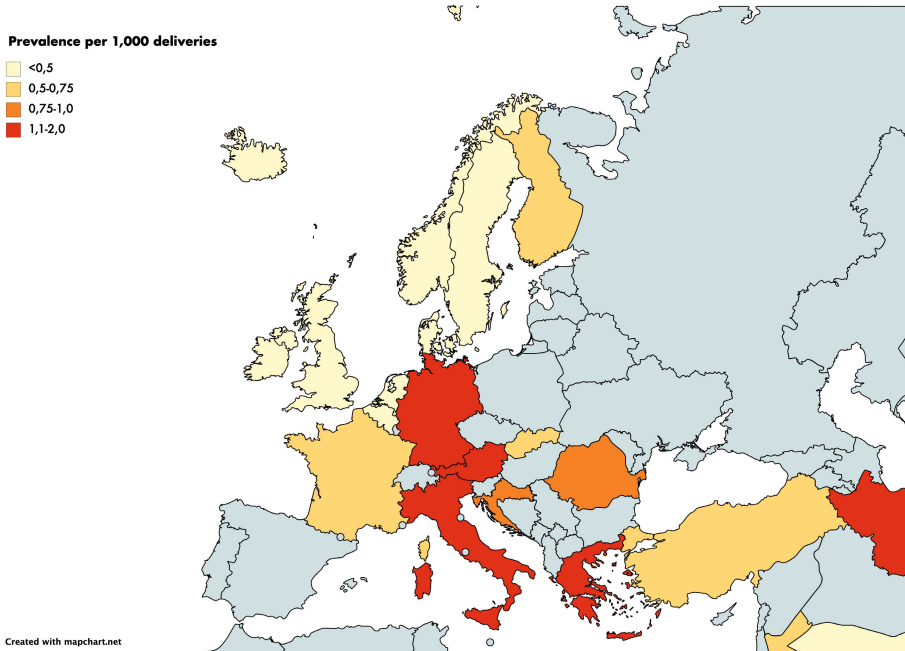 Prevalence per 1,000 deliveries
<0,5
0,5-0,75
0,75-1,0
1,1-2,0
Created with mapchart.net